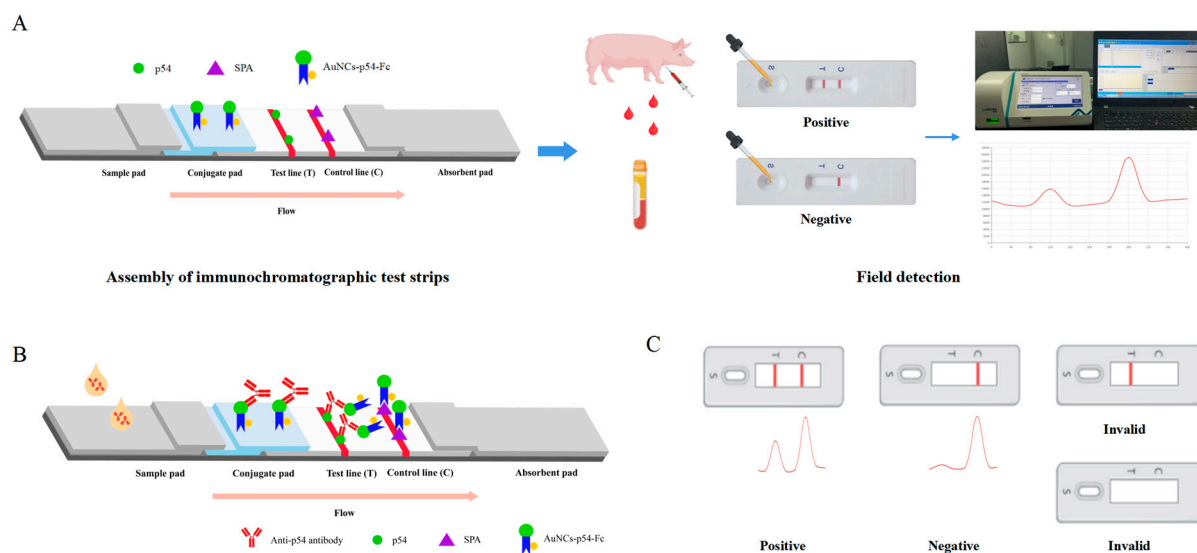 A
p54
SPA
AuNCs-p54-Fc
Sample pad
Conjugate pad
Test line (T)
Control line (C)
Absorbent pad
Flow
Assembly of immunochromatographic test strips
S
T
C
Positive
S
T
C
Negative
Field detection
B
Sample pad
Conjugate pad
Test line (T)
Control line (C)
Absorbent pad
Flow
Anti-p54 antibody
p54
SPA
AuNCs-p54-Fc
C
S
T
C
Positive
S
T
C
Negative
S
T
C
Invalid
S
T
C
Invalid